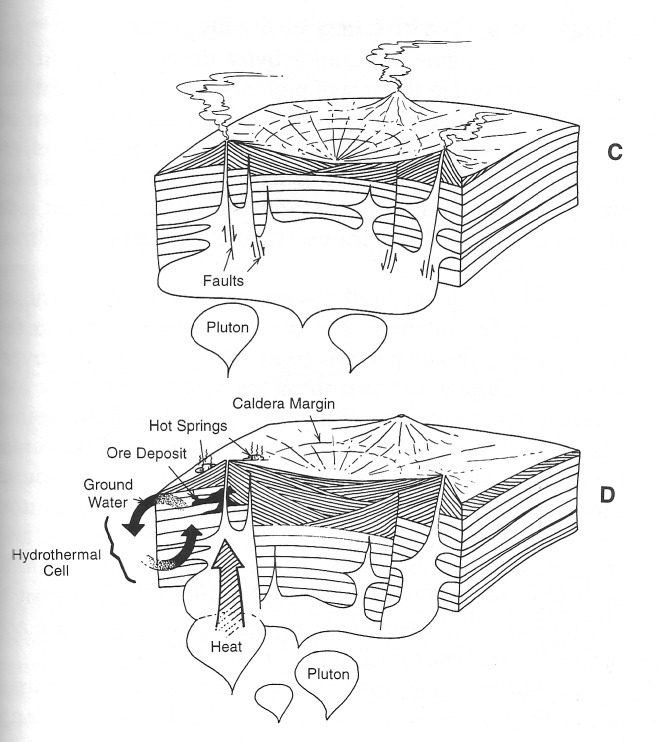 C
Faults
Pluton
Caldera Margin
Hot Springs
Ore Deposit
Ground
Water
D
Hydrothermal
Cell
Heat
Pluton